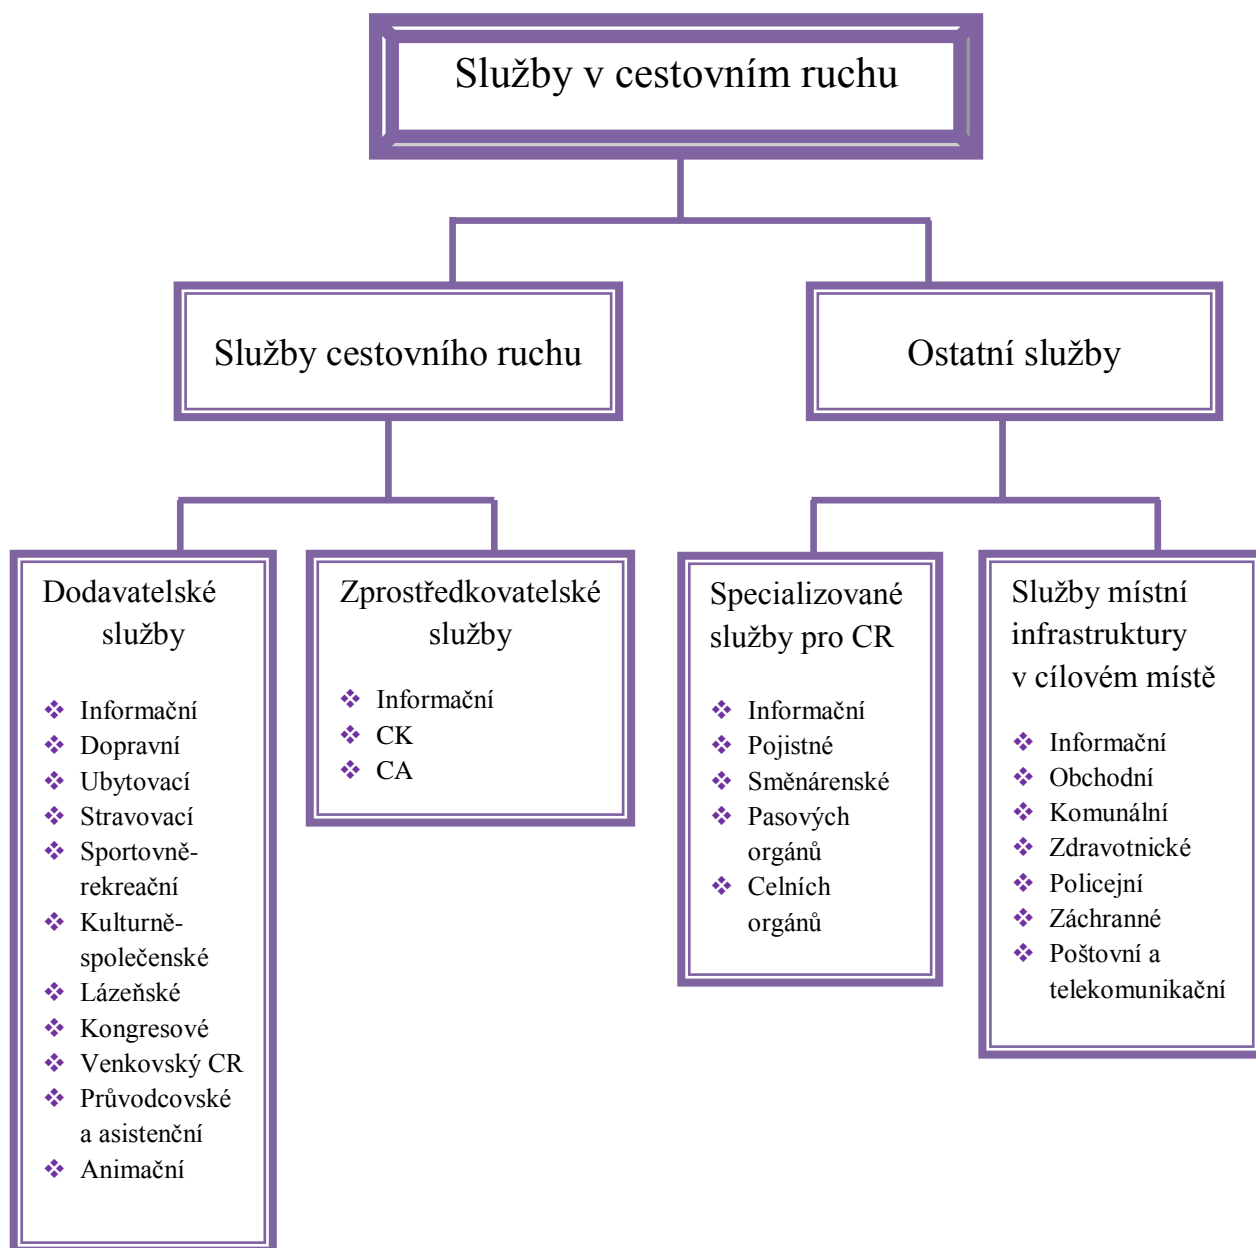 Služby v cestovním ruchu
Služby cestovního ruchu
Ostatní služby
Dodavatelské
služby
Informační
Dopravní
Ubytovací
Stravovací
Sportovně-
rekreační
Kulturně-
společenské
Lázeňské
Kongresové
Venkovský CR
Průvodcovské
a asistenční
Animační
Zprostředkovatelské
služby
Informační
CK
CA
Specializované
služby pro CR
Informační
Pojistné
Směnárenské
Pasových
orgánů
Celních
orgánů
Služby místní
infrastruktury
v cílovém místě
Informační
Obchodní
Komunální
Zdravotnické
Policejní
Záchranné
Poštovní a
telekomunikační